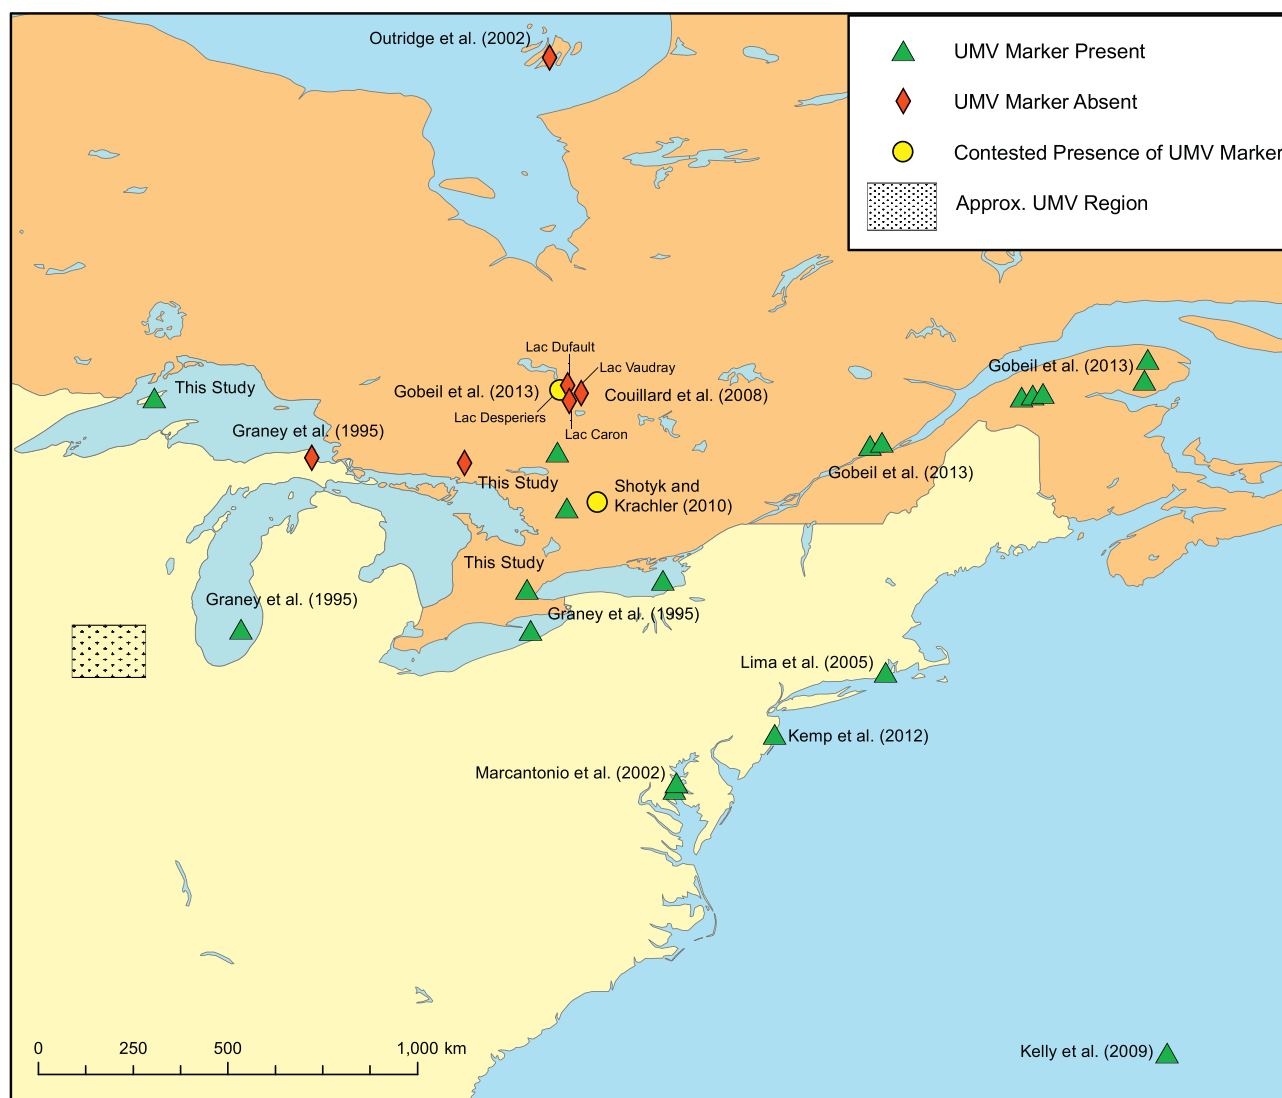 Outridge et al. (2002)
UMV Marker Present
UMV Marker Absent
Contested Presence of UMV Marker
Approx. UMV Region
Lac Dufault
Lac Vaudray
Gobeil et al. (2013)
Couillard et al. (2008)
Lac Desperiers
Lac Caron
Gobeil et al. (2013)
This Study
Graney et al. (1995)
This Study
Shotyk and
Krachler (2010)
Gobeil et al. (2013)
This Study
Graney et al. (1995)
Graney et al. (1995)
Lima et al. (2005)
Kemp et al. (2012)
Marcantonio et al. (2002)
Kelly et al. (2009)
0 250 500 1,000 km